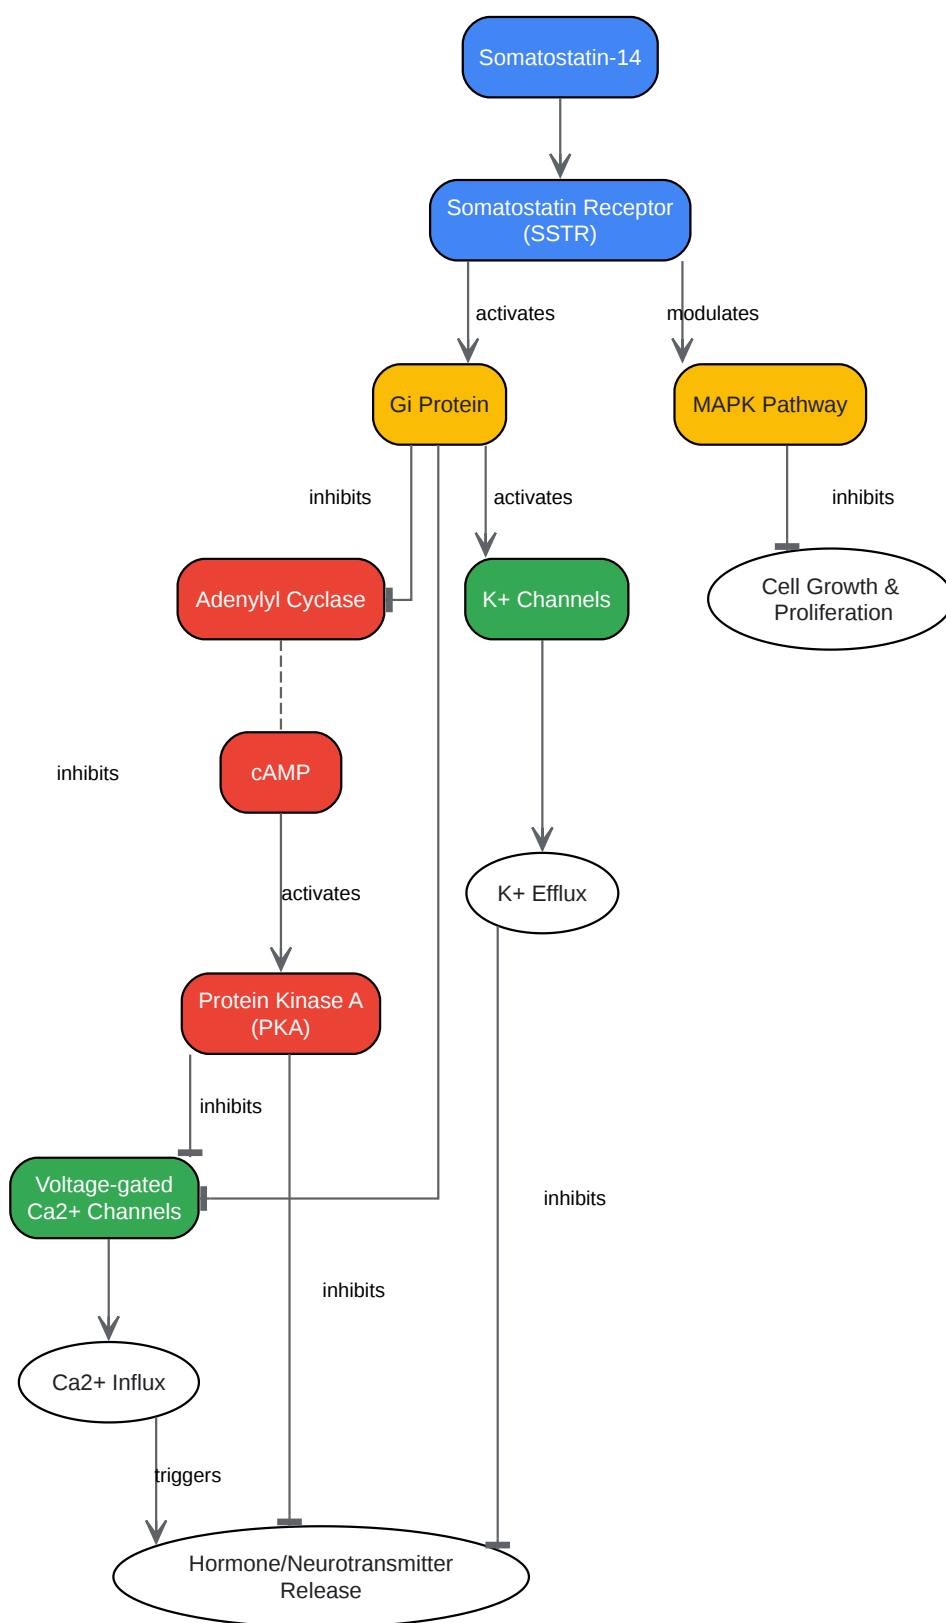 Somatostatin-14
Somatostatin Receptor
(SSTR)
activates
modulates
Gi Protein
MAPK Pathway
inhibits
activates
inhibits
Adenylyl Cyclase
K+ Channels
Cell Growth &
Proliferation
inhibits
cAMP
activates
K+ Efflux
Protein Kinase A
(PKA)
inhibits
Voltage-gated
Ca2+ Channels
inhibits
inhibits
Ca2+ Influx
triggers
Hormone/Neurotransmitter
Release